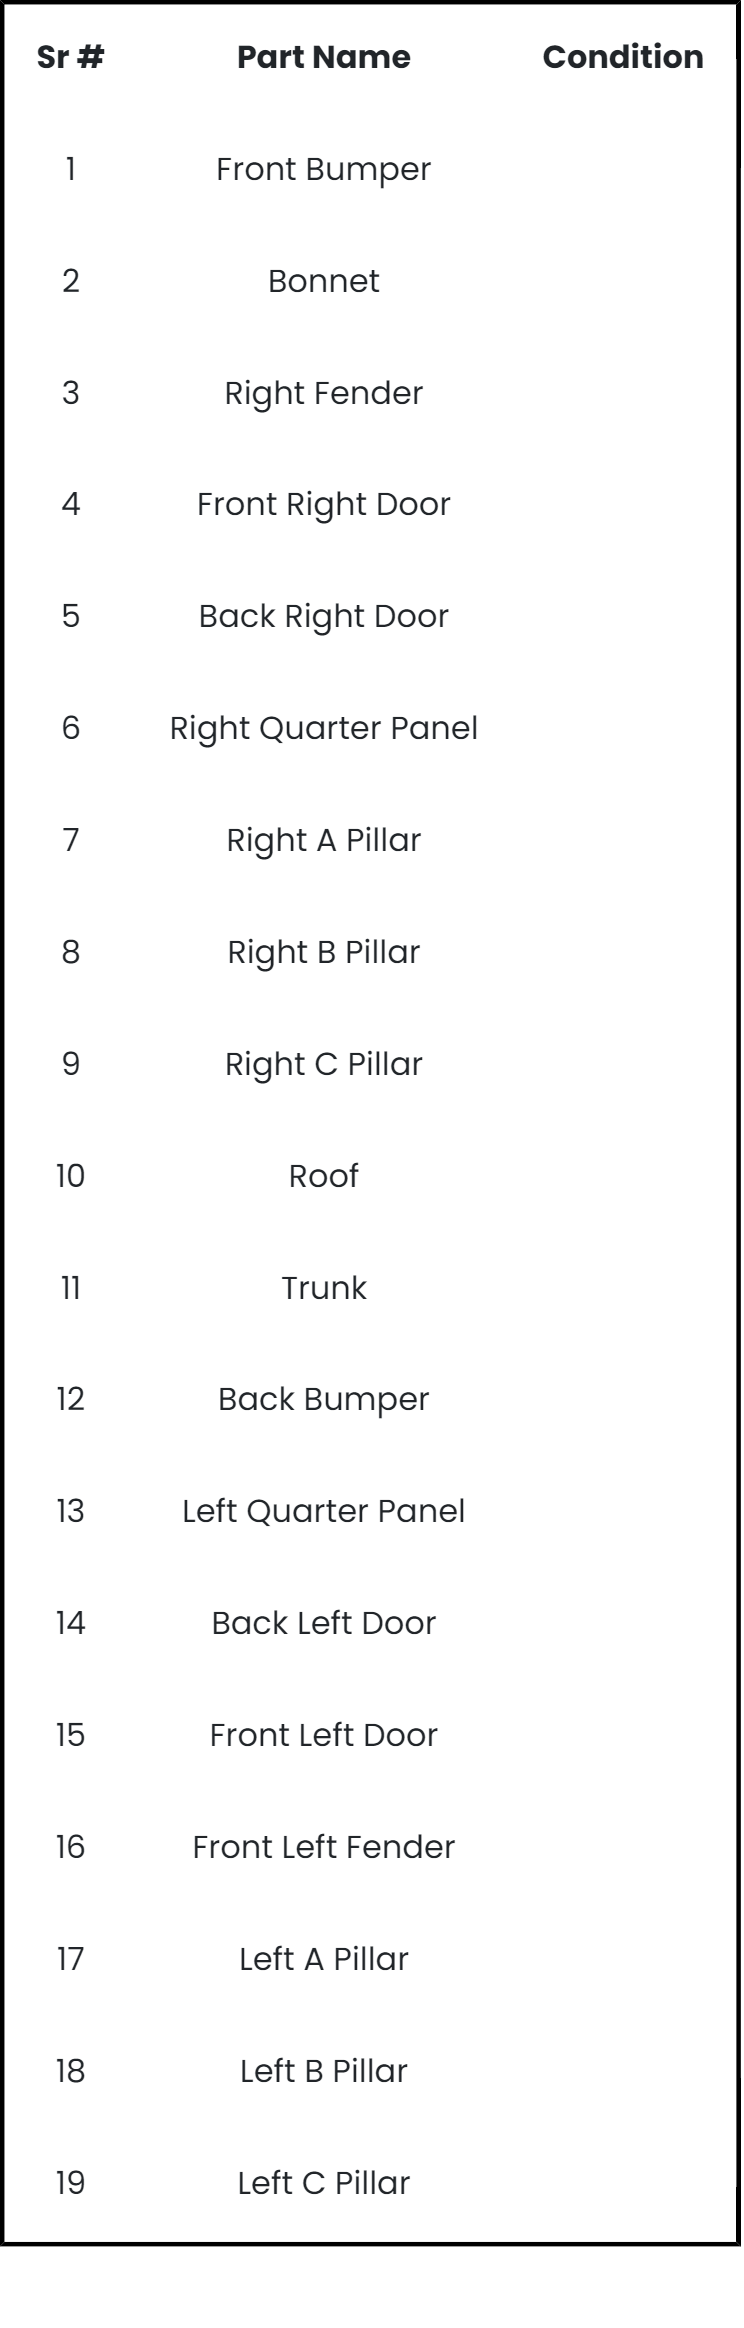 Sr # Part Name Condition
1 Front Bumper
2 Bonnet
3 Right Fender
4 Front Right Door
5 Back Right Door
6 Right Quarter Panel
7 Right A Pillar
8 Right B Pillar
9 Right C Pillar
10 Roof
11 Trunk
12 Back Bumper
13 Left Quarter Panel
14 Back Left Door
15 Front Left Door
16 Front Left Fender
17 Left A Pillar
18 Left B Pillar
19 Left C Pillar